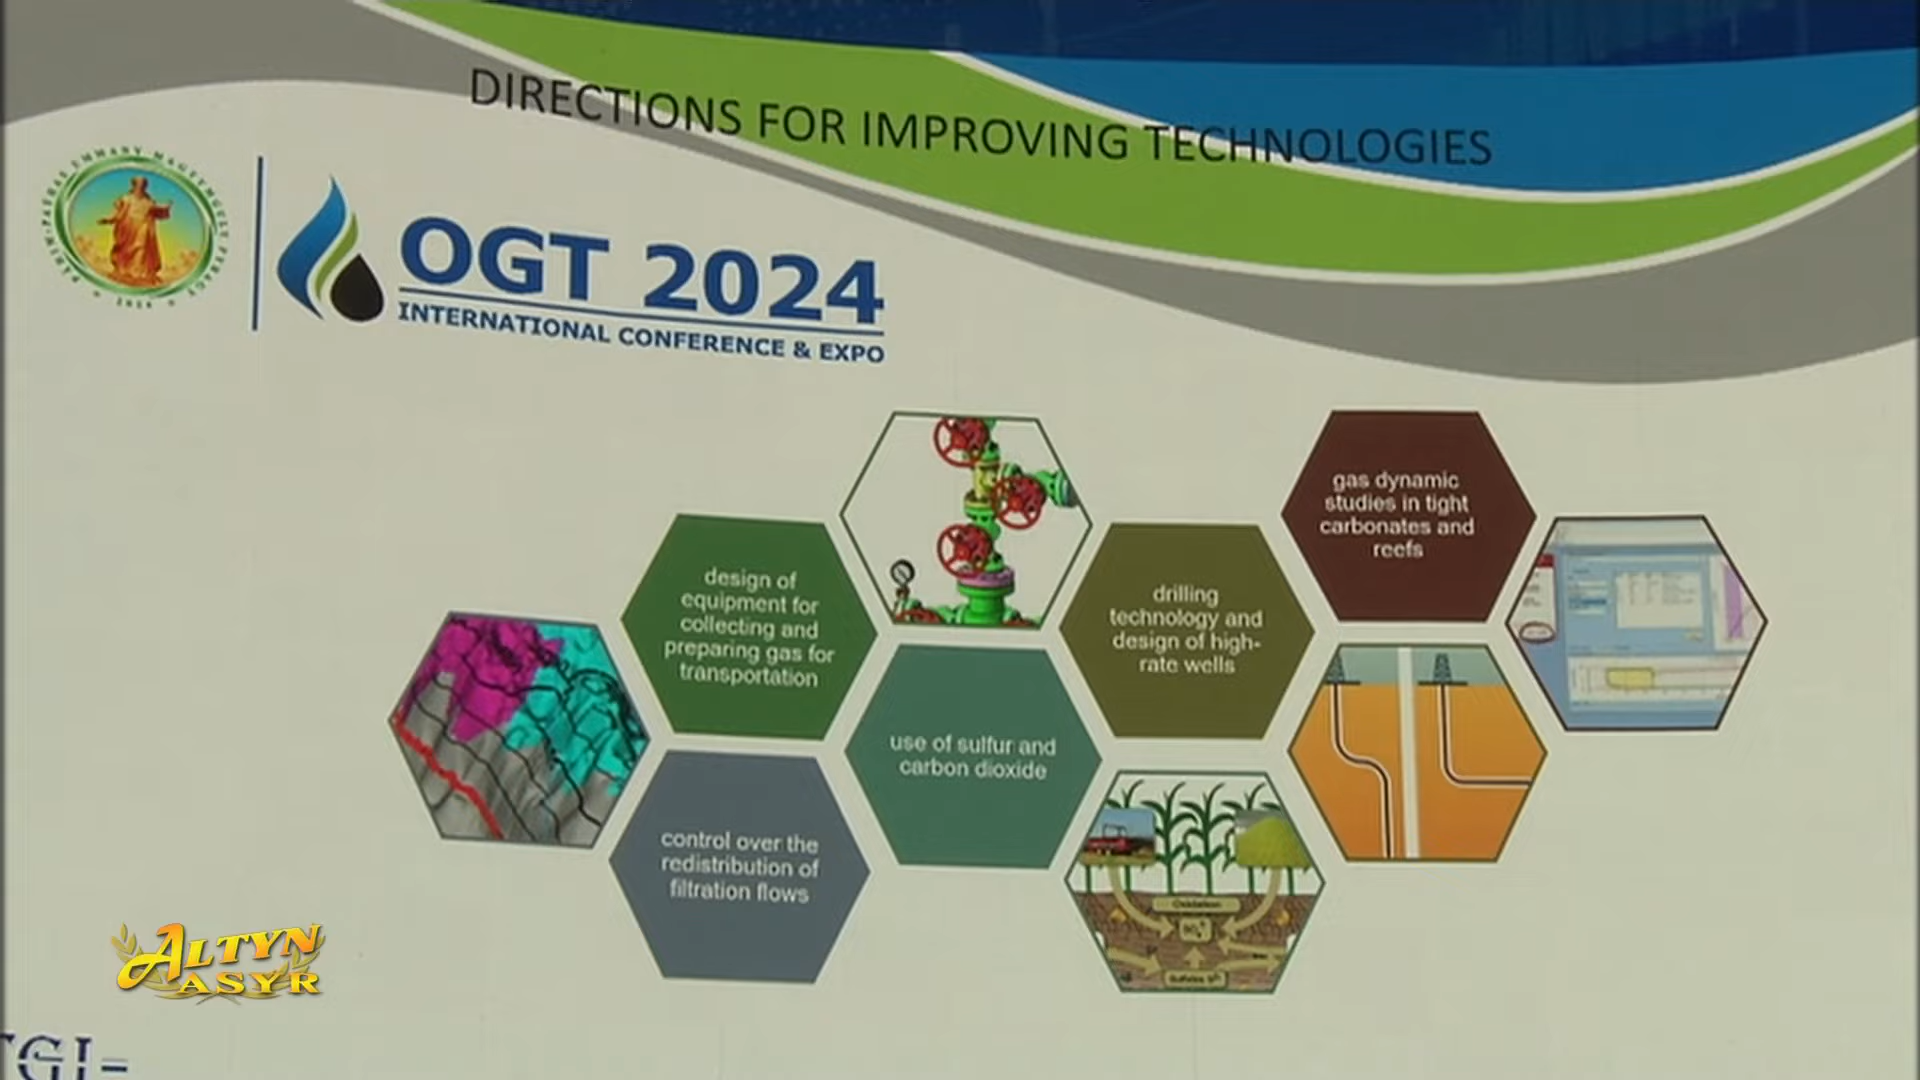 DIRECTIONS FOR IMPROVING TECHNOLOGIES
OGT 2024
INTERNATIONAL CONFERENCE & EXPO
gas dynamic
studies in tight
carbonates and
reefs
design of
equipment for
collecting and
preparing gas for
transportation
drilling
technology and
design of high-
rate wells
use of sulfur and
carbon dioxide
control over the
redistribution of
filtration flows
Oxidation
ALTYN
ASYR